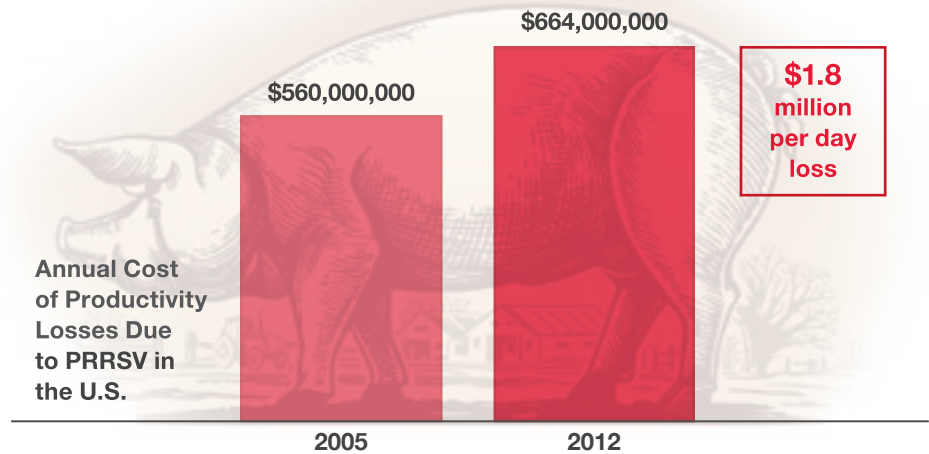 $664,000,000
$560,000,000
$1.8
million
per day
loss
Annual Cost
of Productivity
Losses Due
to PRRSV in
the U.S.
2005
2012